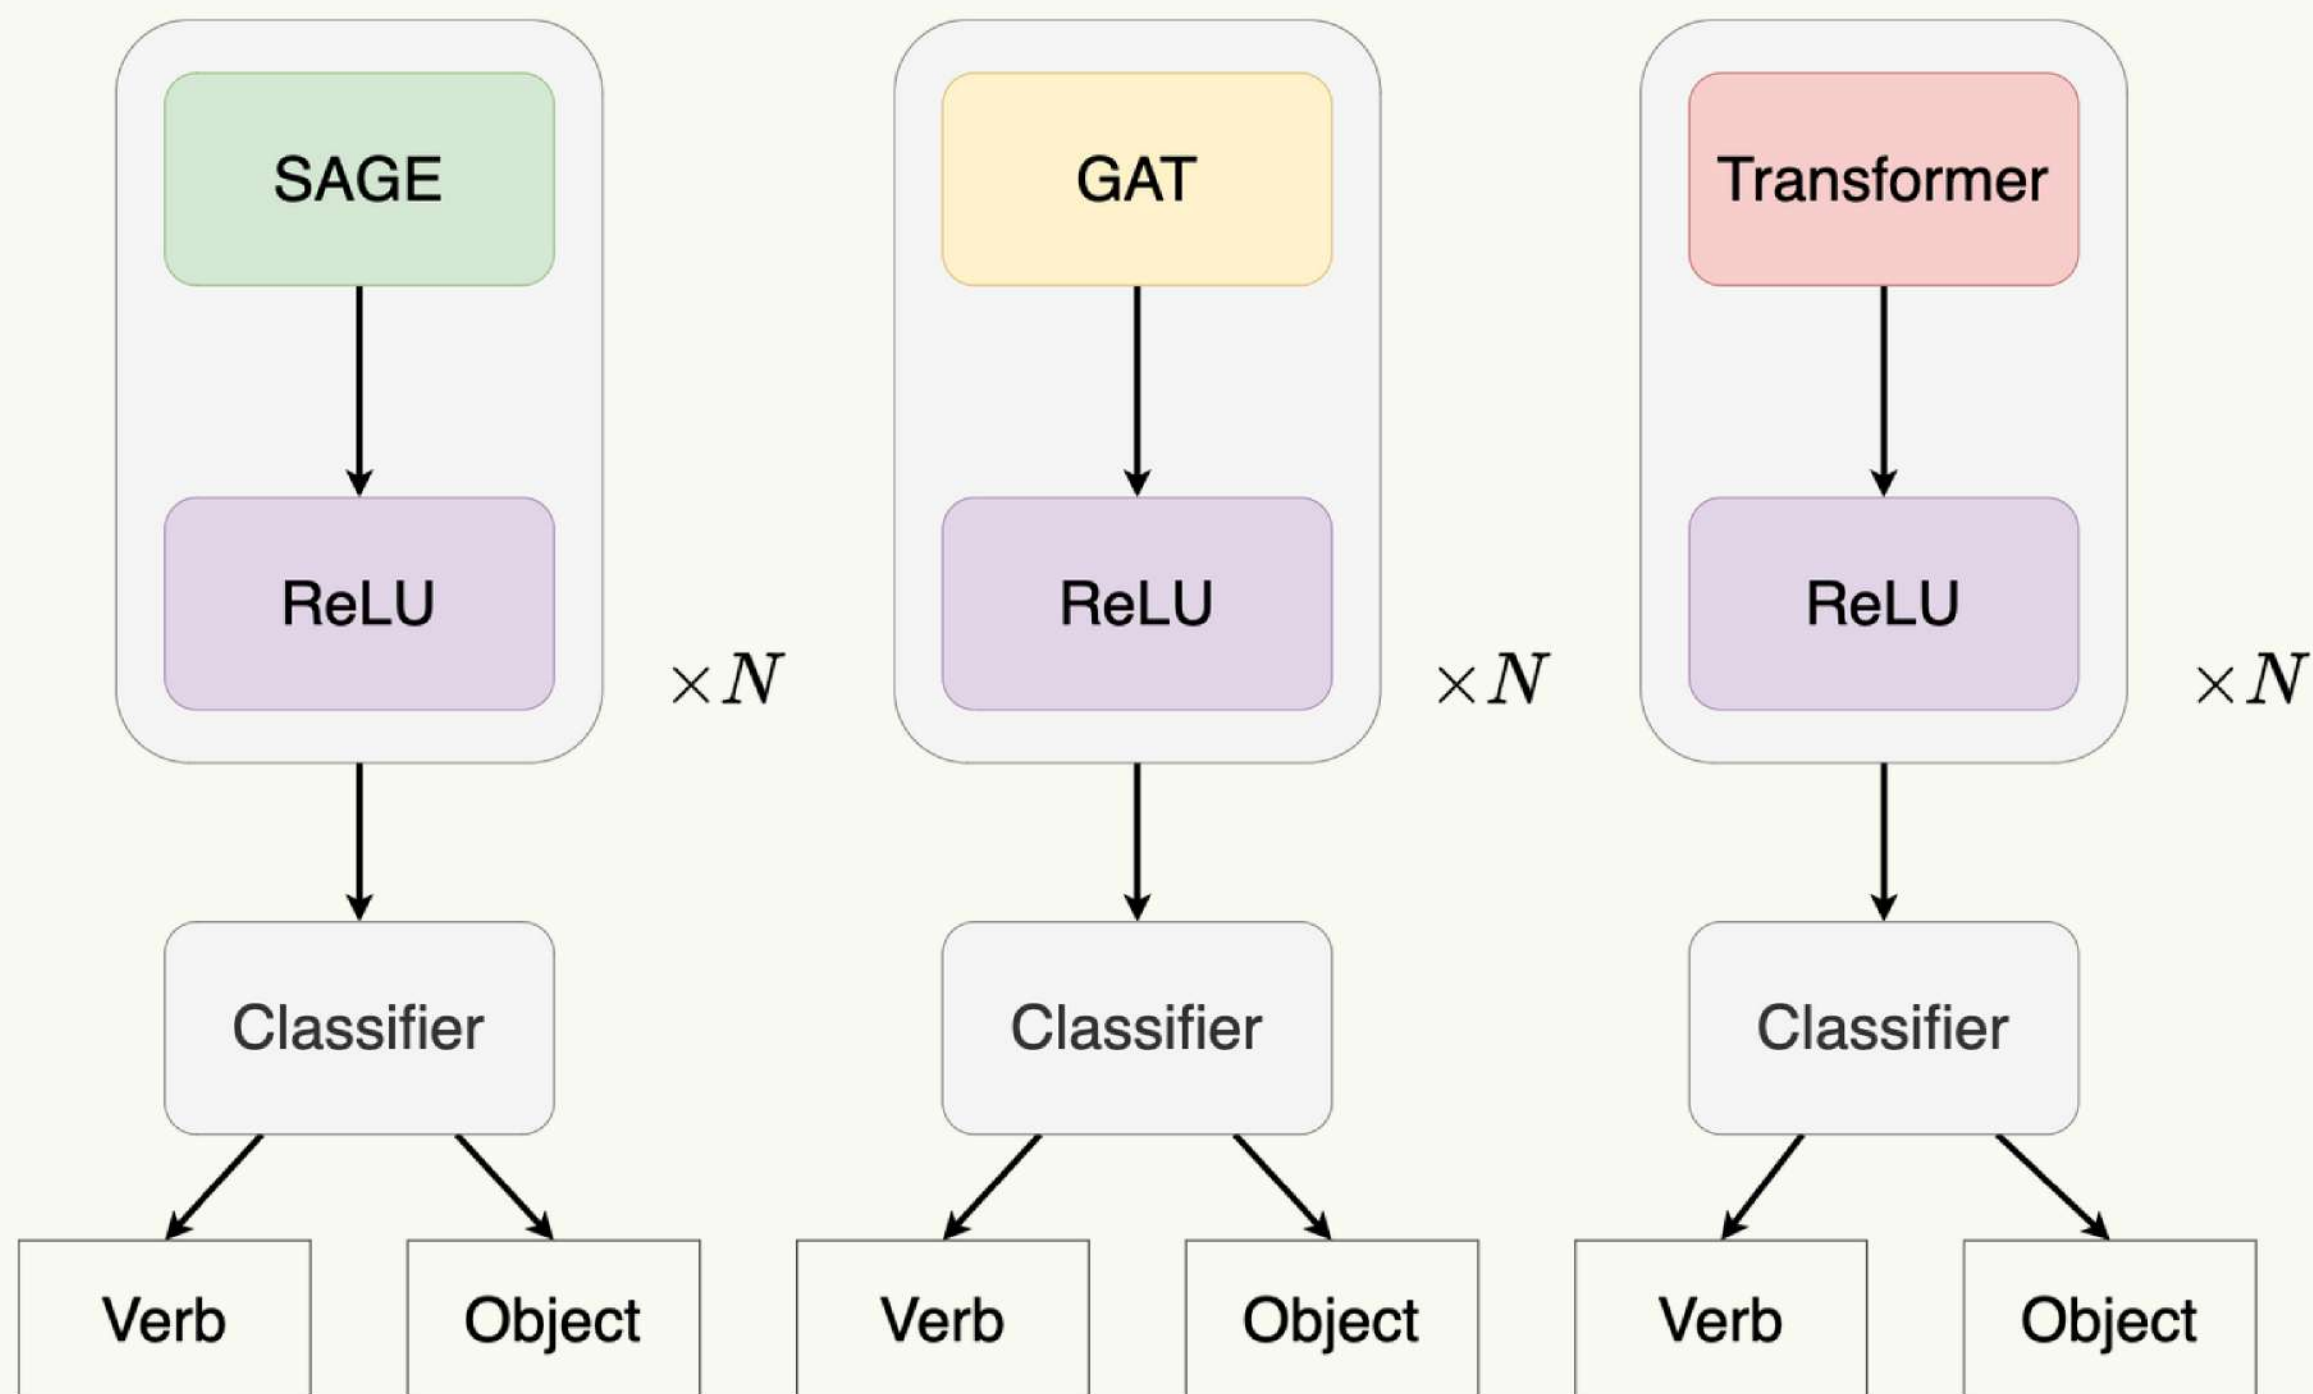 SAGE
GAT
Transformer
ReLU
ReLU
ReLU
×N
×N
×N
Classifier
Classifier
Classifier
Verb
Object
Verb
Object
Verb
Object